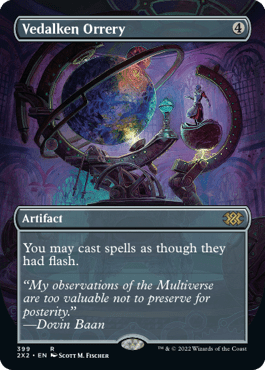 Vedalken Orrery 4
Artifact
You may cast spells as though they
had flash.
“My observations of the Multiverse
are too valuable not to preserve for
posterity.”
—Dovin Baan
399 R
2X2 • EN Scott M. Fischer
™ & © 2022 Wizards of the Coast